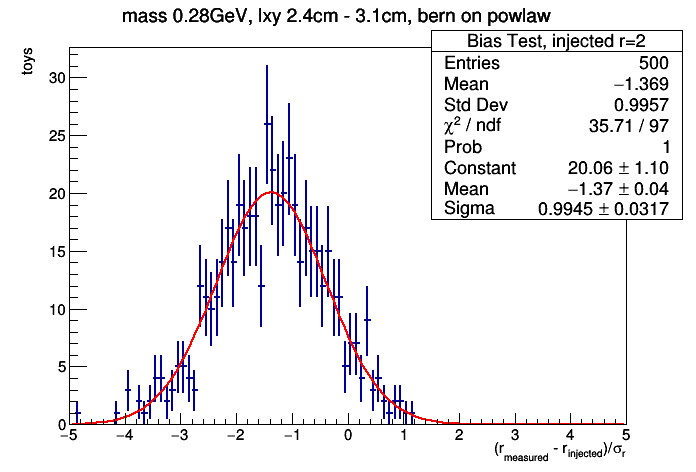 mass 0.28GeV, lxy 2.4cm - 3.1cm, bern on powlaw
toys
Bias Test, injected r=2
Entries 500
Mean −1.369
Std Dev 0.9957
χ² / ndf 35.71 / 97
Prob 1
Constant 20.06 ± 1.10
Mean −1.37 ± 0.04
Sigma 0.9945 ± 0.0317
30
25
20
15
10
5
0
−5 −4 −3 −2 −1 0 1 2 3 4 5
(r_measured - r_injected)/σ_r